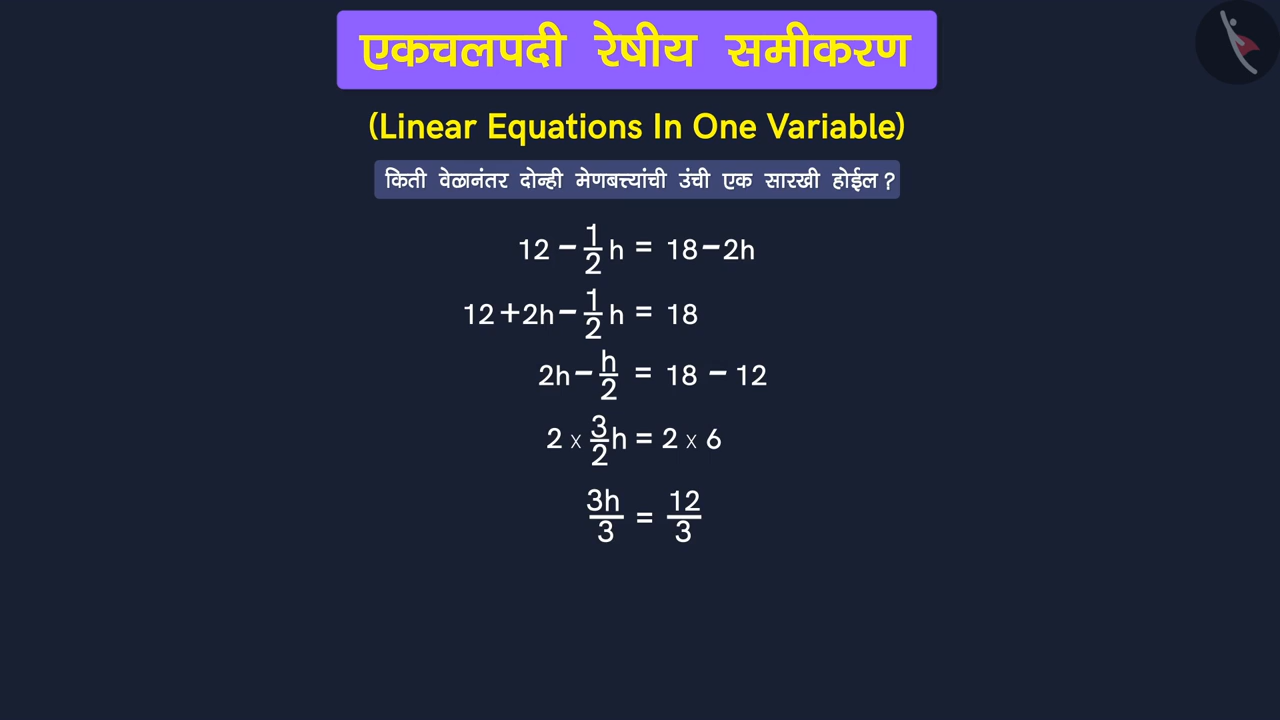 एकचलपदी रेषीय समीकरण
(Linear Equations In One Variable)
किती वेळानंतर दोन्ही मेणबत्त्यांची उंची एक सारखी होईल ?
12 - 1/2 h = 18 - 2h
12 + 2h - 1/2 h = 18
2h - h/2 = 18 - 12
2 x 3/2 h = 2 x 6
3h/3 = 12/3